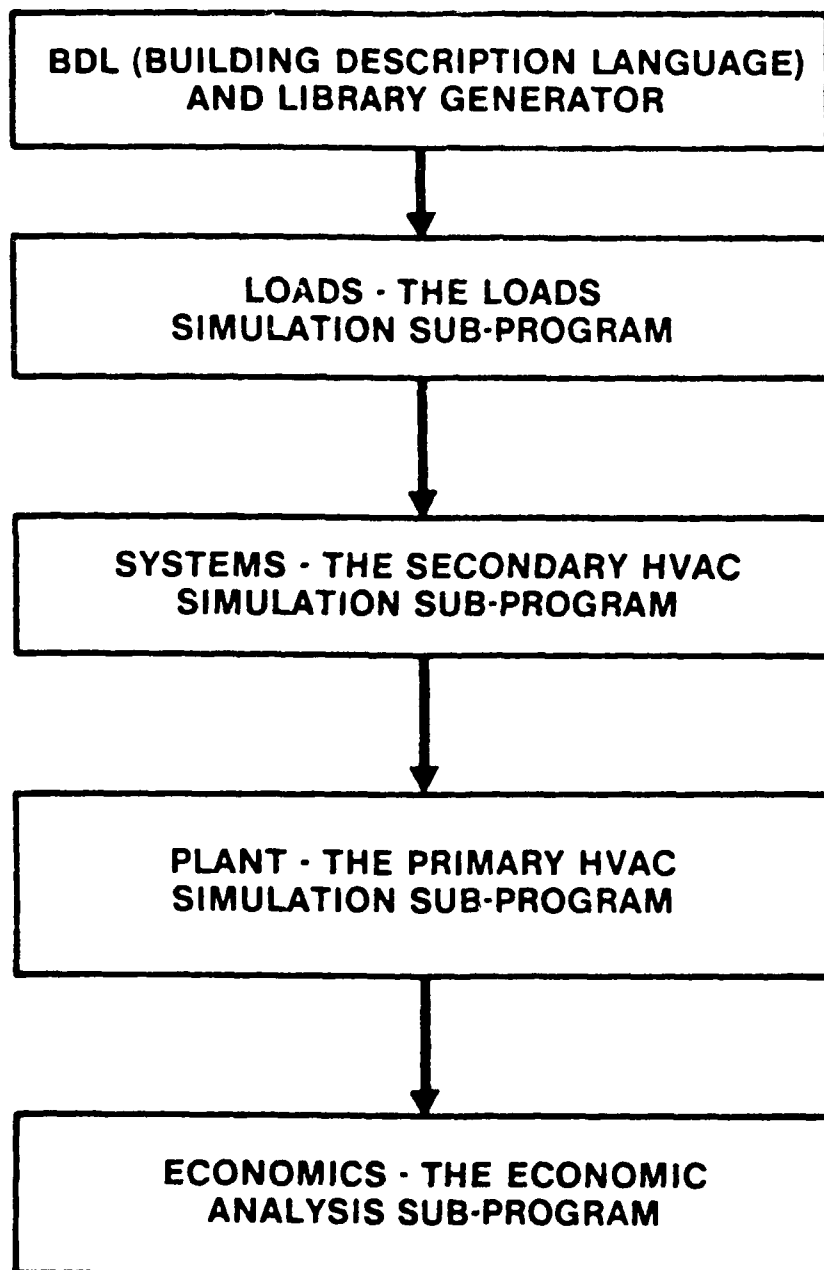 BDL (BUILDING DESCRIPTION LANGUAGE)
AND LIBRARY GENERATOR
LOADS - THE LOADS
SIMULATION SUB-PROGRAM
SYSTEMS - THE SECONDARY HVAC
SIMULATION SUB-PROGRAM
PLANT - THE PRIMARY HVAC
SIMULATION SUB-PROGRAM
ECONOMICS - THE ECONOMIC
ANALYSIS SUB-PROGRAM